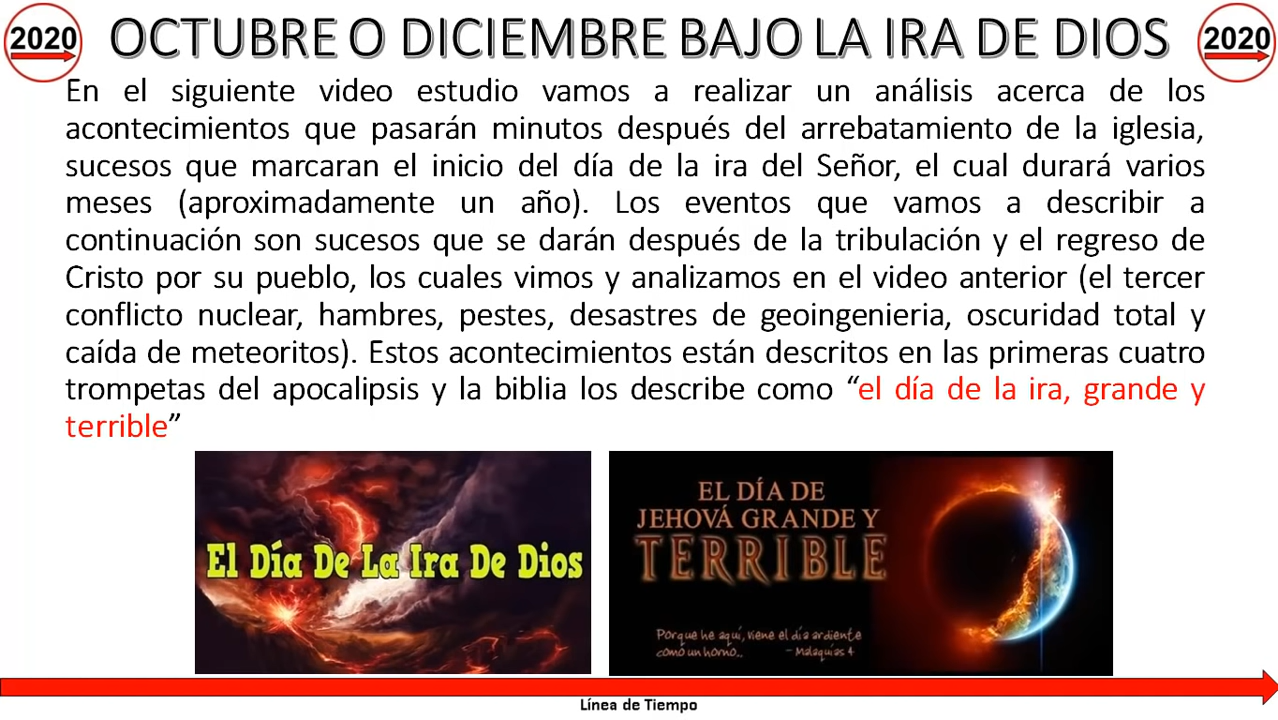 2020
OCTUBRE O DICIEMBRE BAJO LA IRA DE DIOS
2020
En el siguiente video estudio vamos a realizar un análisis acerca de los
acontecimientos que pasarán minutos después del arrebatamiento de la iglesia,
sucesos que marcaran el inicio del día de la ira del Señor, el cual durará varios
meses (aproximadamente un año). Los eventos que vamos a describir a
continuación son sucesos que se darán después de la tribulación y el regreso de
Cristo por su pueblo, los cuales vimos y analizamos en el video anterior (el tercer
conflicto nuclear, hambres, pestes, desastres de geoingenieria, oscuridad total y
caída de meteoritos). Estos acontecimientos están descritos en las primeras cuatro
trompetas del apocalipsis y la biblia los describe como “el día de la ira, grande y
terrible”
El Día De La Ira De Dios
EL DÍA DE
JEHOVÁ GRANDE Y
TERRIBLE
Porque he aquí, viene el día ardiente
como un horno..
- Malaquías 4
Línea de Tiempo